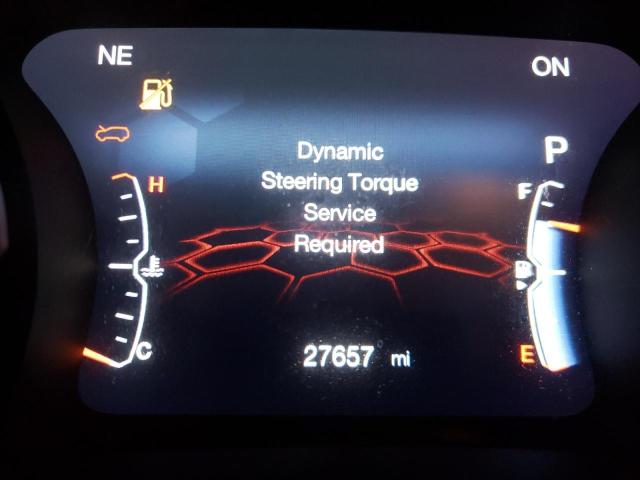 NE
ON
P
H
F
Dynamic
Steering Torque
Service
Required
C
E
27657 mi